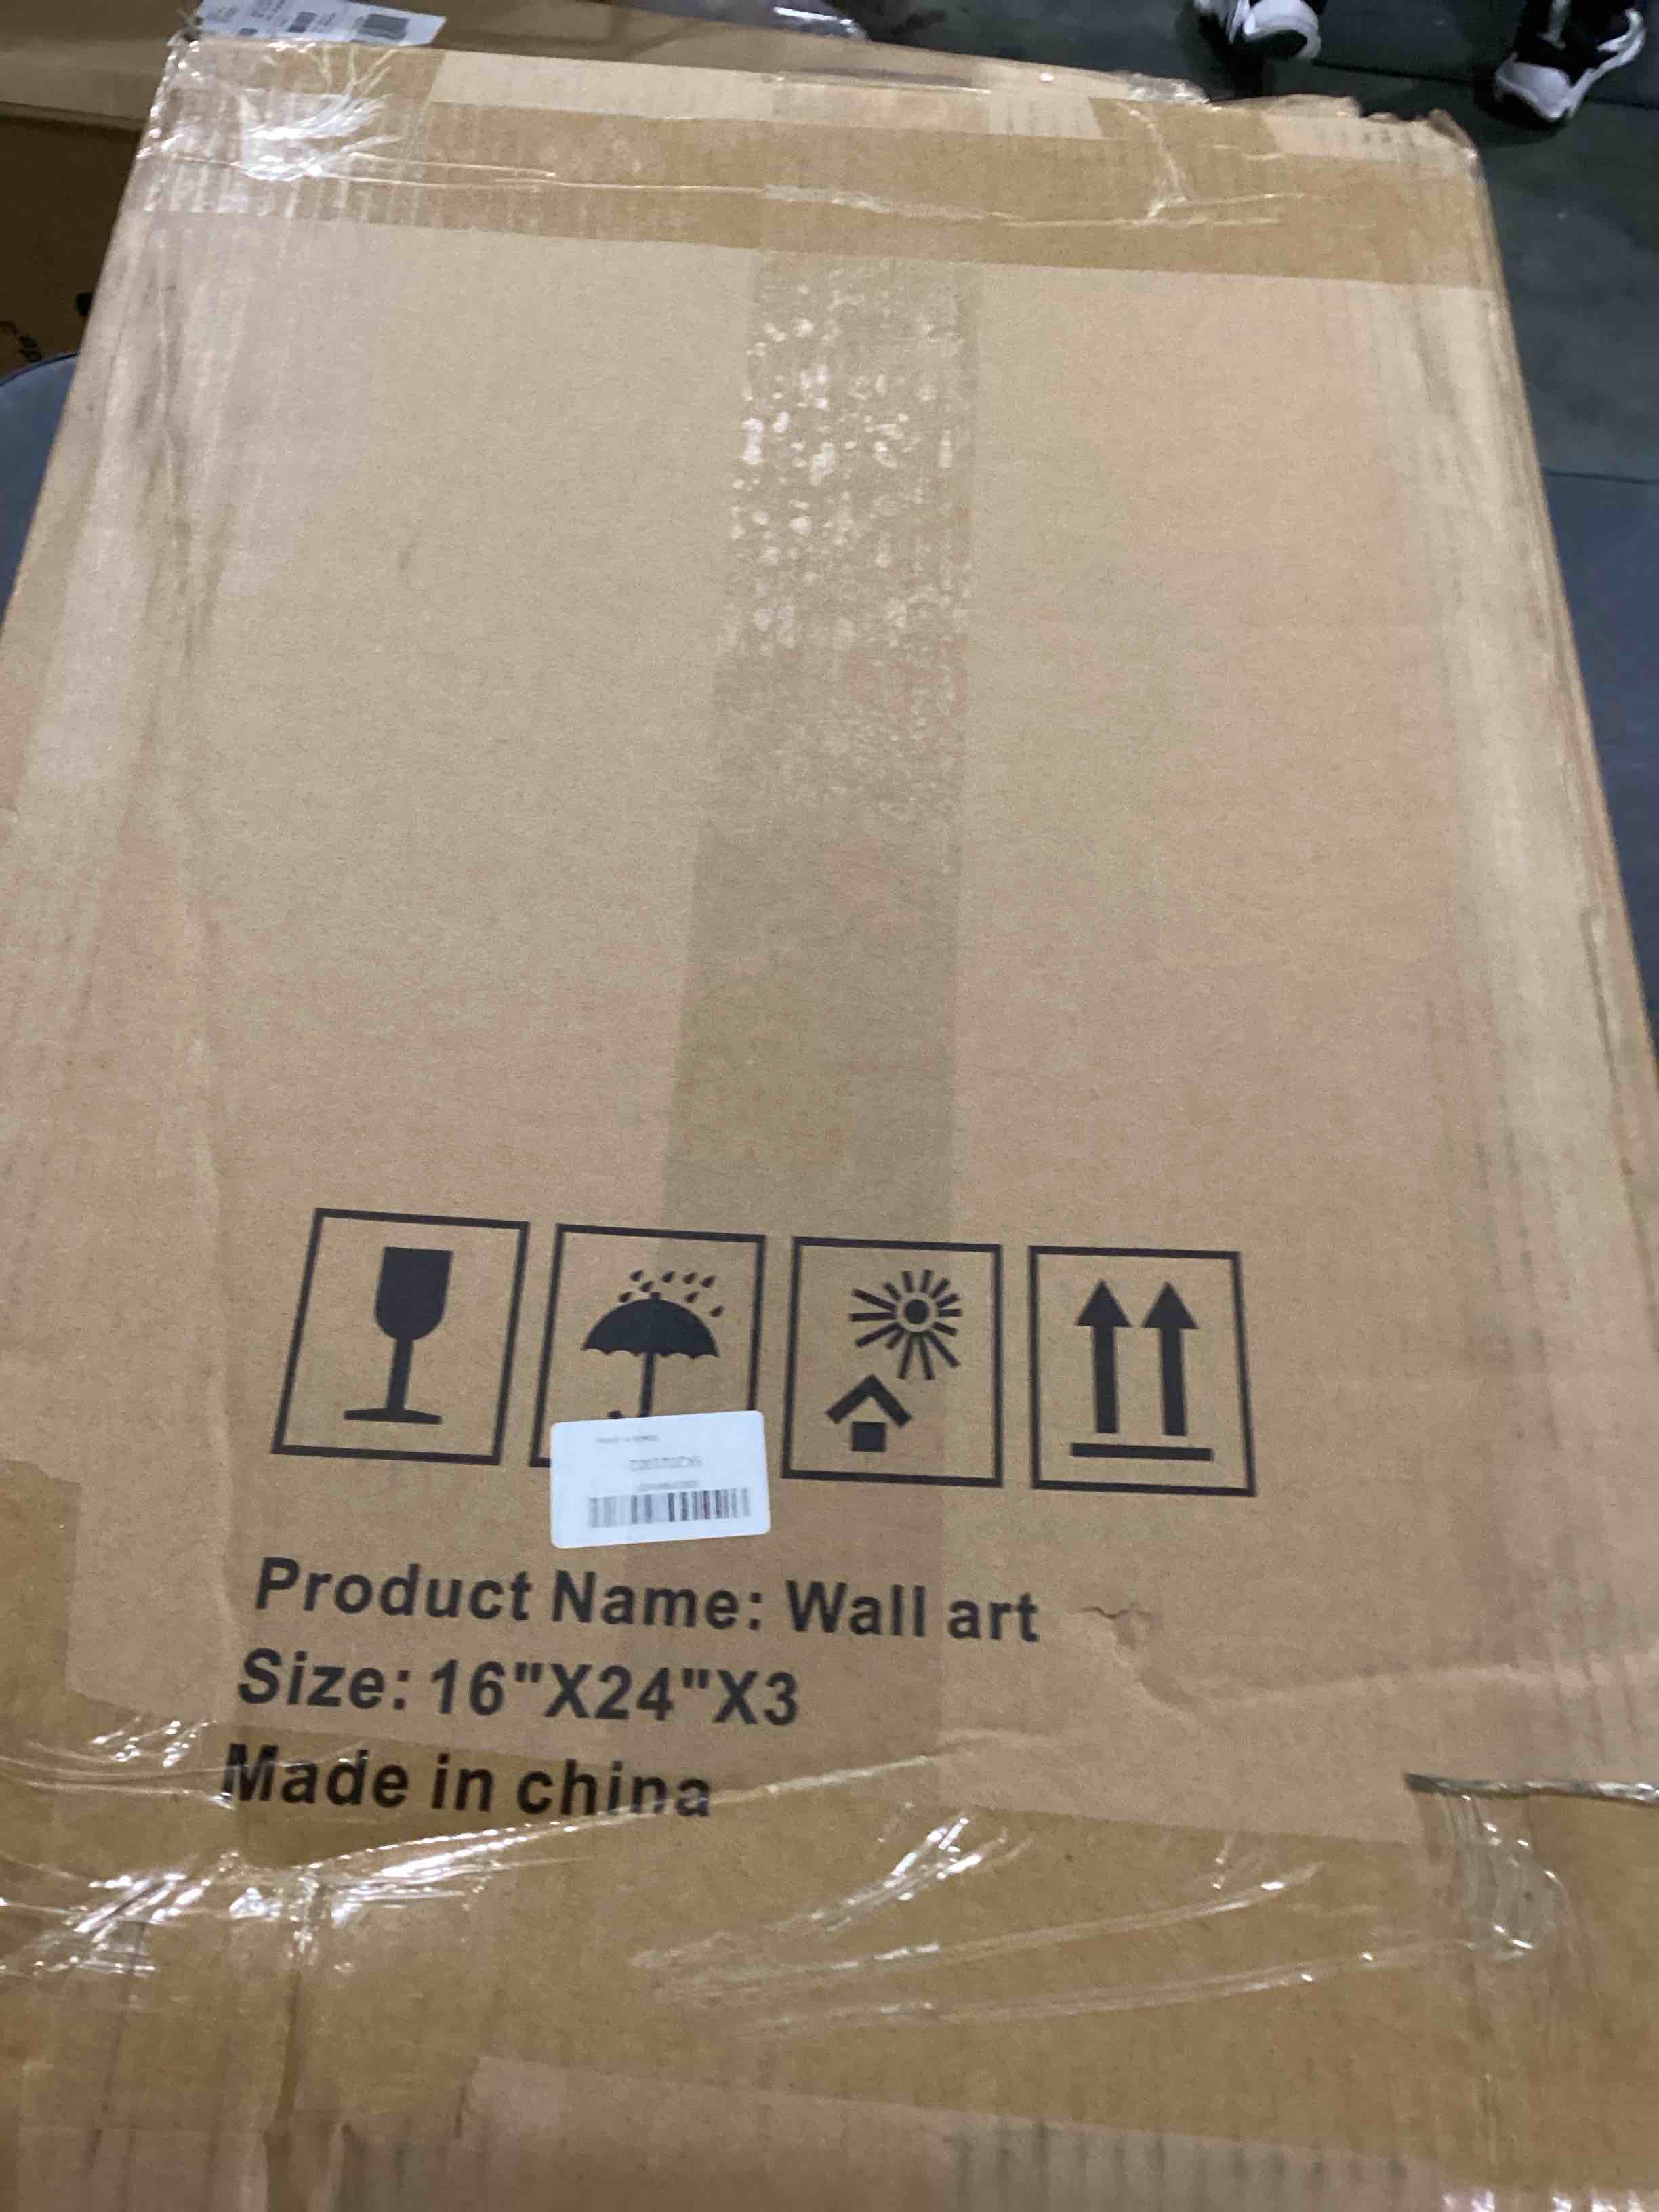 Product Name: Wall art
Size: 16"X24"X3
Made in china